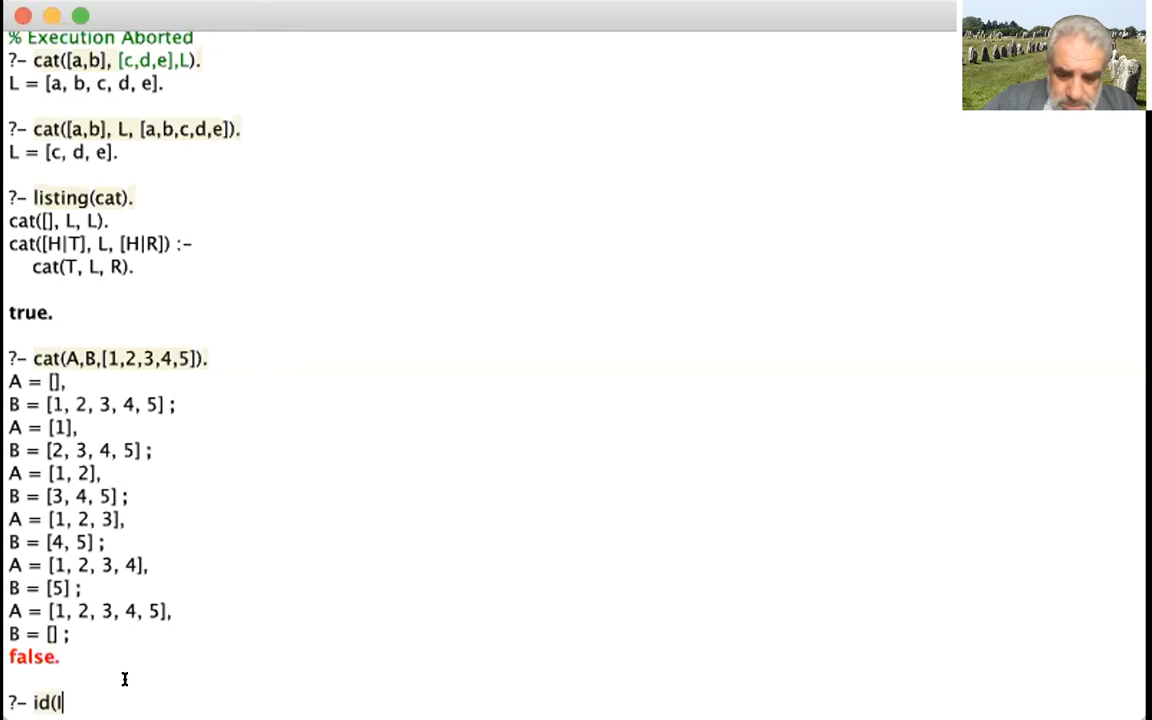 % Execution Aborted
?- cat([a,b], [c,d,e],L).
L = [a, b, c, d, e].
?- cat([a,b], L, [a,b,c,d,e]).
L = [c, d, e].
?- listing(cat).
cat([], L, L).
cat([H|T], L, [H|R]) :-
cat(T, L, R).
true.
?- cat(A,B,[1,2,3,4,5]).
A = [],
B = [1, 2, 3, 4, 5] ;
A = [1],
B = [2, 3, 4, 5] ;
A = [1, 2],
B = [3, 4, 5] ;
A = [1, 2, 3],
B = [4, 5] ;
A = [1, 2, 3, 4],
B = [5] ;
A = [1, 2, 3, 4, 5],
B = [] ;
false.
?- id(l